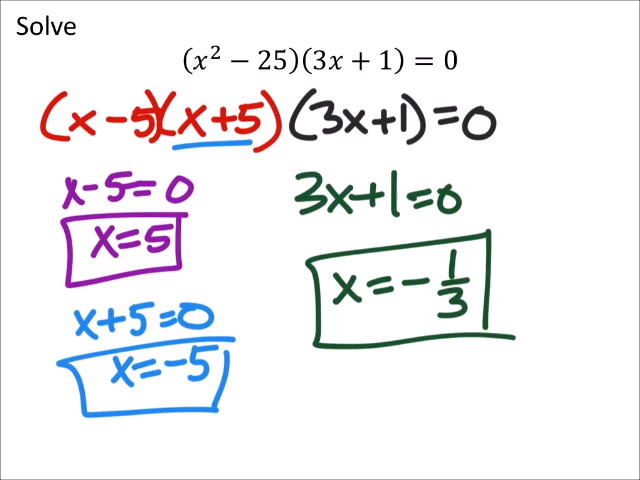 Solve
(x² − 25)(3x + 1) = 0
(x − 5)(x + 5)(3x + 1) = 0
x − 5 = 0
x = 5
x + 5 = 0
x = −5
3x + 1 = 0
x = − 1/3